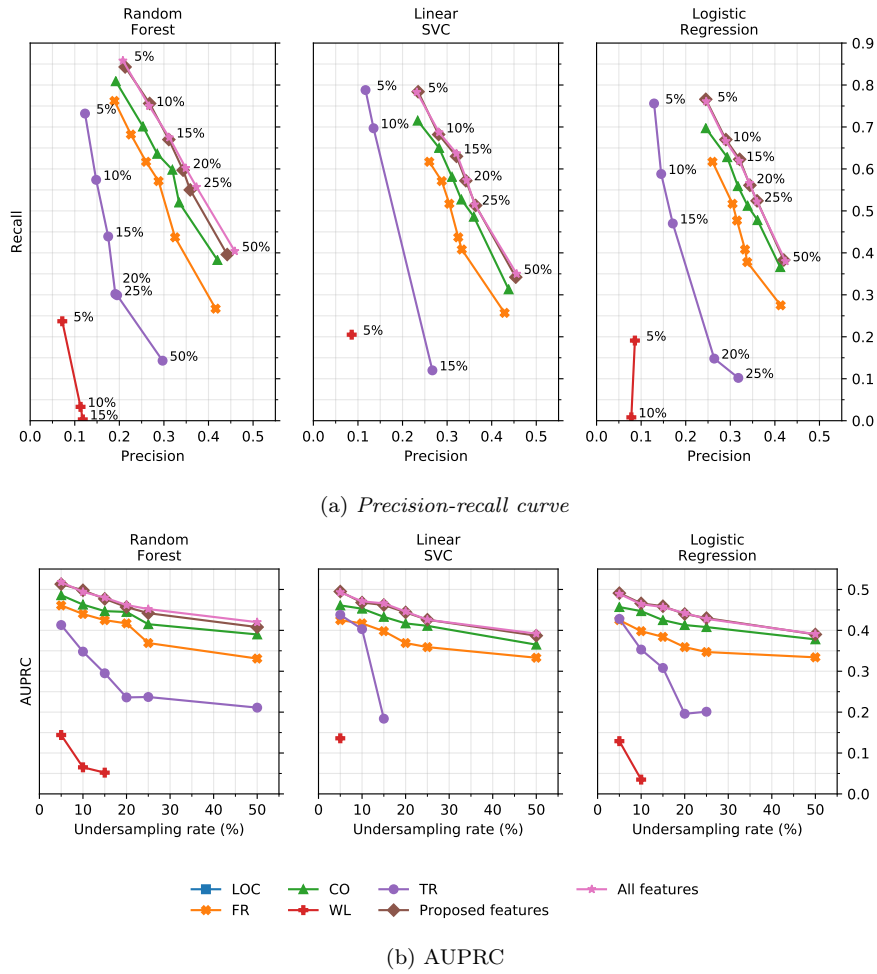 Random
Forest
Linear
SVC
Logistic
Regression
Recall
5%
10%
15%
20%
25%
50%
5%
10%
15%
20%
25%
50%
5%
10%
15%
5%
10%
15%
20%
25%
50%
5%
10%
15%
5%
5%
10%
15%
20%
25%
50%
5%
10%
15%
20%
25%
5%
10%
0.9
0.8
0.7
0.6
0.5
0.4
0.3
0.2
0.1
0.0
0.0 0.1 0.2 0.3 0.4 0.5
0.0 0.1 0.2 0.3 0.4 0.5
0.0 0.1 0.2 0.3 0.4 0.5
Precision
Precision
Precision
(a) Precision-recall curve
Random
Forest
Linear
SVC
Logistic
Regression
AUPRC
0.5
0.4
0.3
0.2
0.1
0.0
0 10 20 30 40 50
0 10 20 30 40 50
0 10 20 30 40 50
Undersampling rate (%)
Undersampling rate (%)
Undersampling rate (%)
LOC CO TR All features
FR WL Proposed features
(b) AUPRC